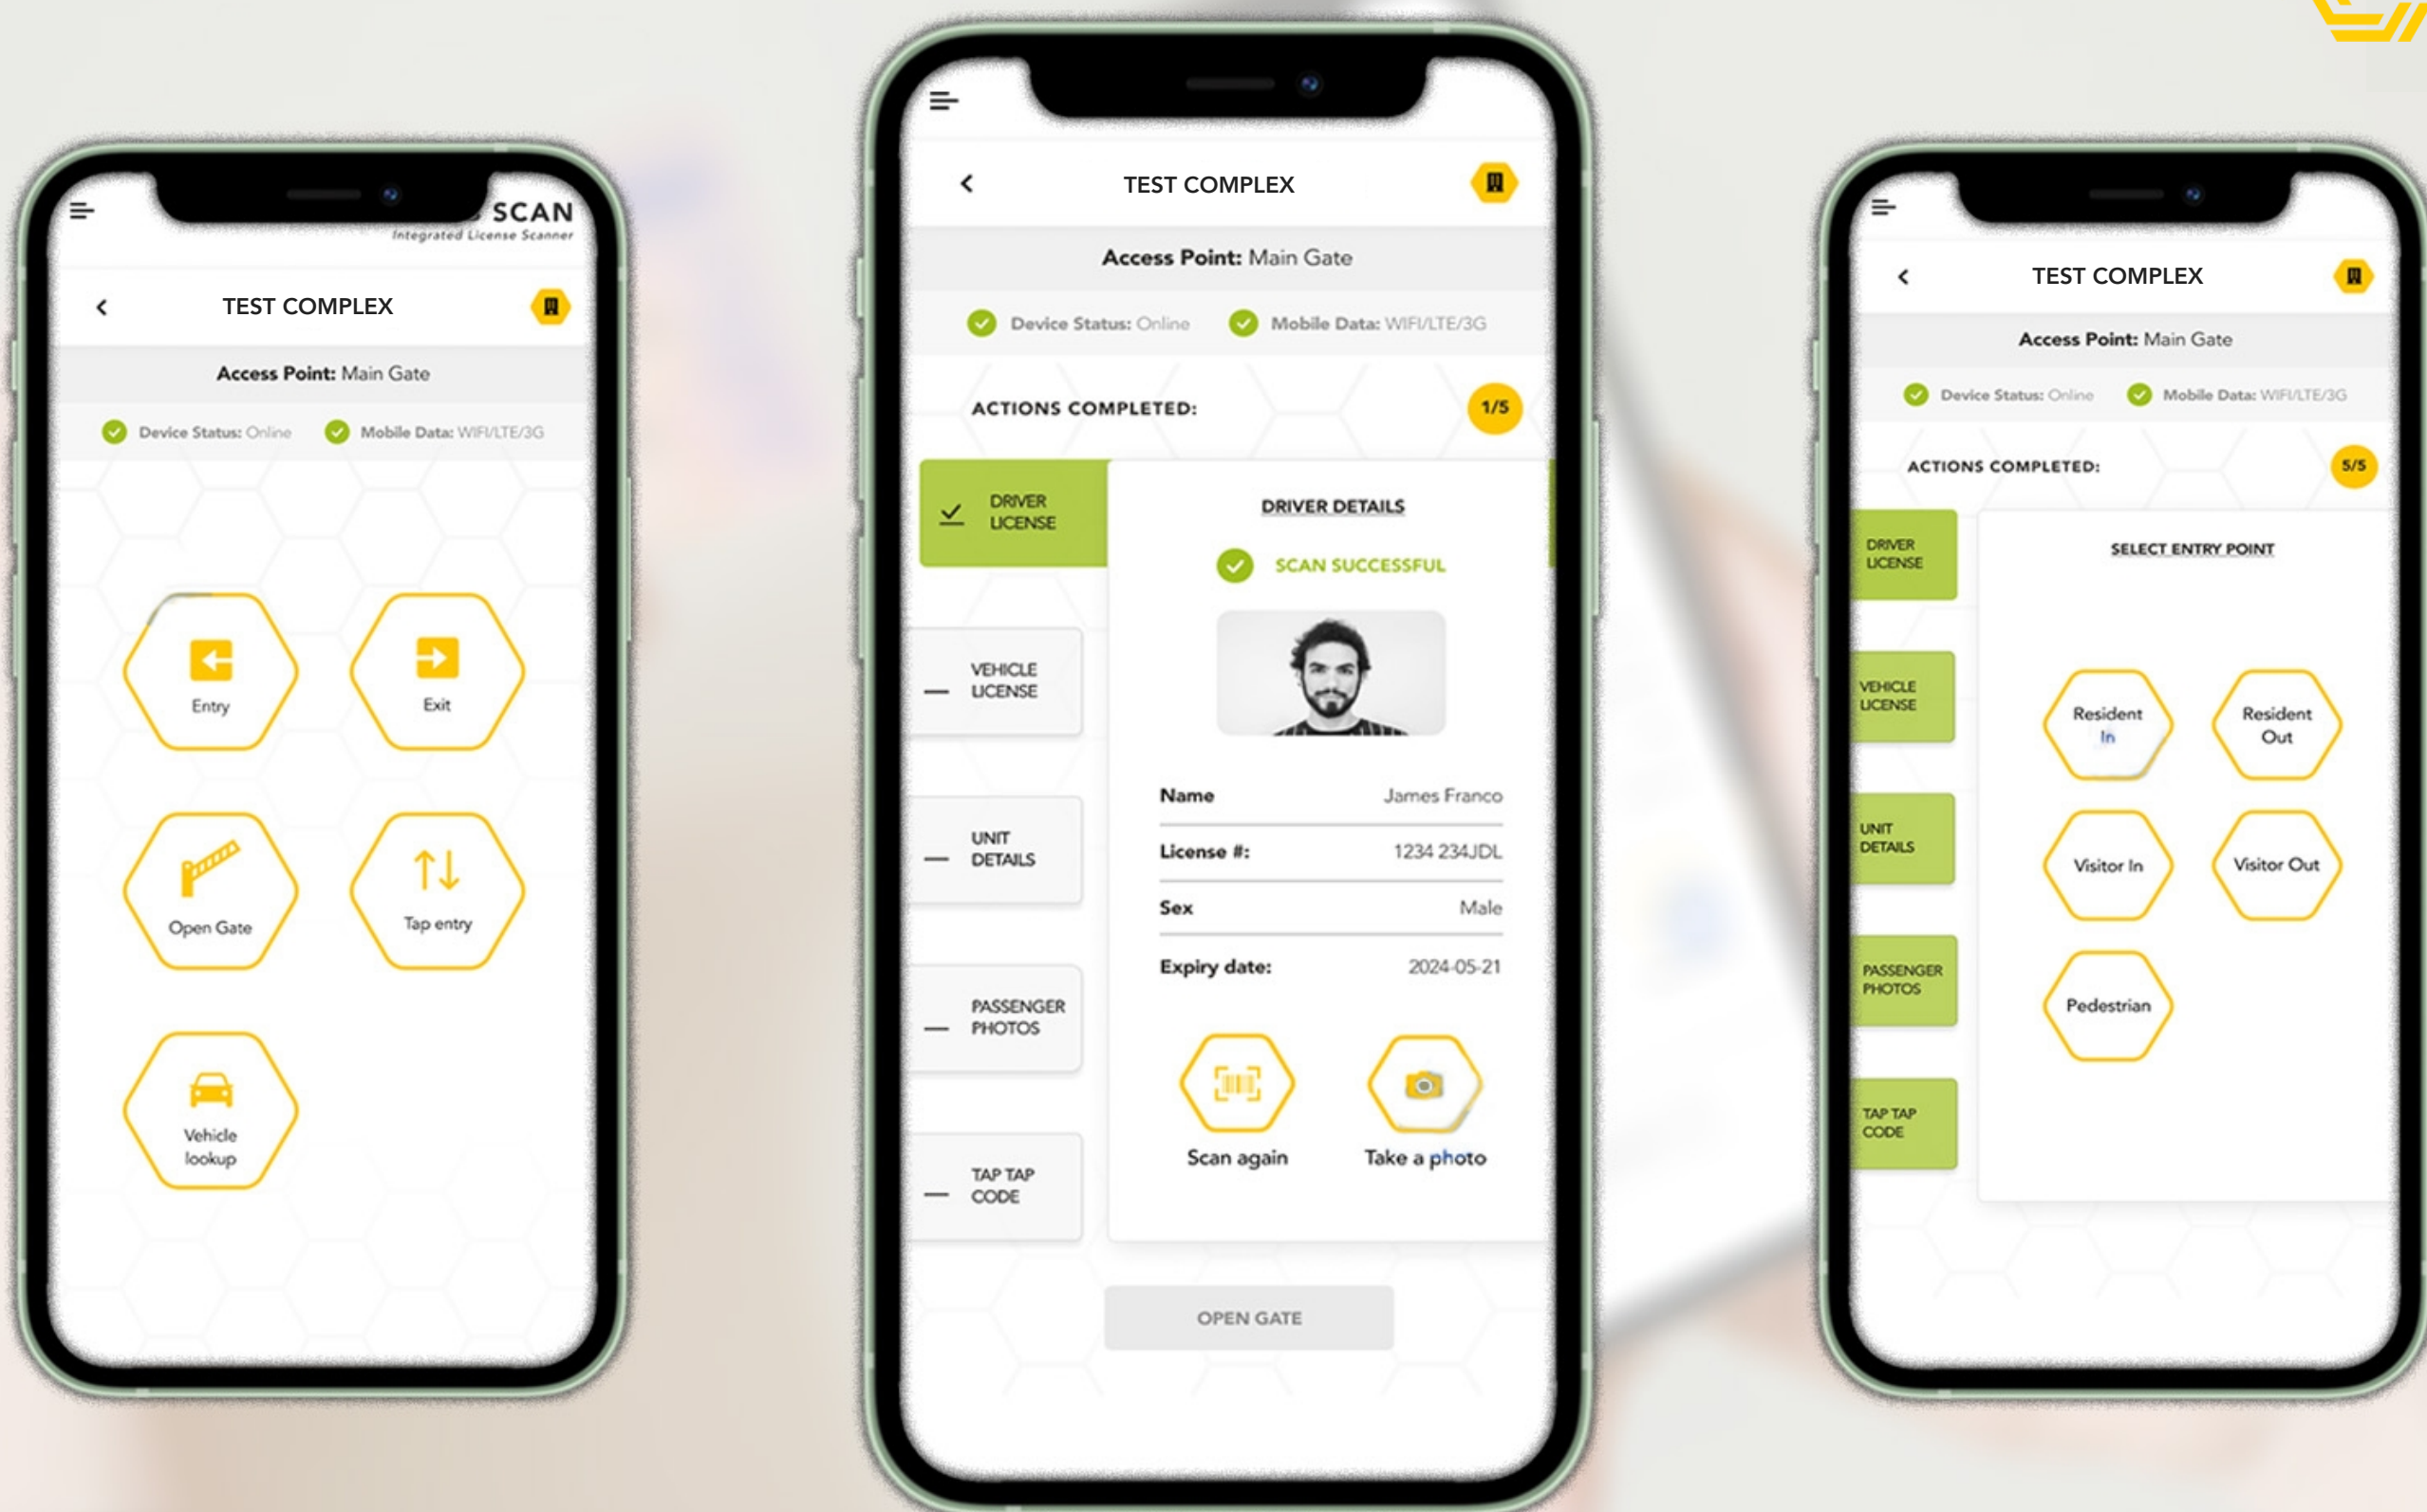 SCAN
Integrated License Scanner
TEST COMPLEX
Access Point: Main Gate
Device Status: Online
Mobile Data: WIFI/LTE/3G
Entry
Exit
Open Gate
Tap entry
Vehicle
lookup
TEST COMPLEX
Access Point: Main Gate
Device Status: Online
Mobile Data: WIFI/LTE/3G
ACTIONS COMPLETED:
1/5
DRIVER
LICENSE
VEHICLE
LICENSE
UNIT
DETAILS
PASSENGER
PHOTOS
TAP TAP
CODE
DRIVER DETAILS
SCAN SUCCESSFUL
Name James Franco
License #: 1234 234JDL
Sex Male
Expiry date: 2024-05-21
Scan again
Take a photo
OPEN GATE
TEST COMPLEX
Access Point: Main Gate
Device Status: Online
Mobile Data: WIFI/LTE/3G
ACTIONS COMPLETED:
5/5
DRIVER
LICENSE
VEHICLE
LICENSE
UNIT
DETAILS
PASSENGER
PHOTOS
TAP TAP
CODE
SELECT ENTRY POINT
Resident
In
Resident
Out
Visitor In
Visitor Out
Pedestrian